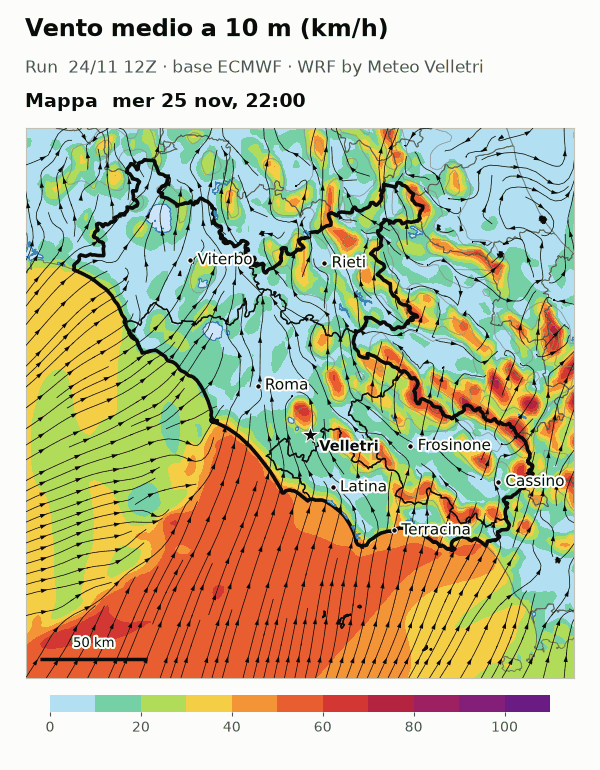 Vento medio a 10 m (km/h)
Run  24/11 12Z · base ECMWF · WRF by Meteo Velletri
Mappa  mer 25 nov, 22:00
Viterbo
Rieti
Roma
Velletri
Frosinone
Cassino
Latina
Terracina
50 km
0 20 40 60 80 100